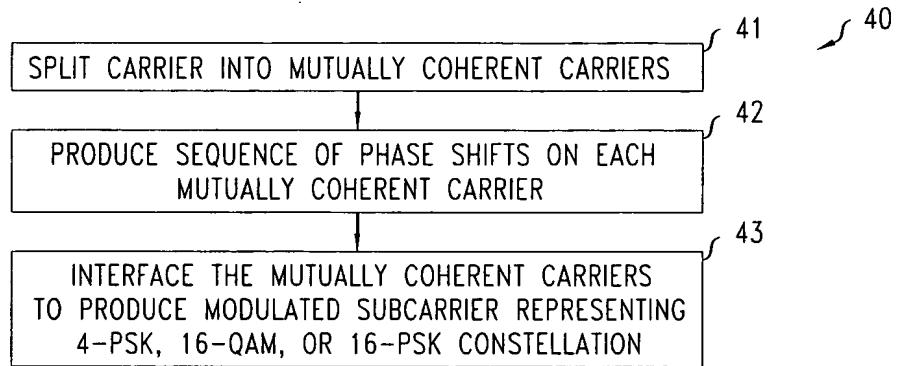 40
41
SPLIT CARRIER INTO MUTUALLY COHERENT CARRIERS
42
PRODUCE SEQUENCE OF PHASE SHIFTS ON EACH
MUTUALLY COHERENT CARRIER
43
INTERFACE THE MUTUALLY COHERENT CARRIERS
TO PRODUCE MODULATED SUBCARRIER REPRESENTING
4-PSK, 16-QAM, OR 16-PSK CONSTELLATION